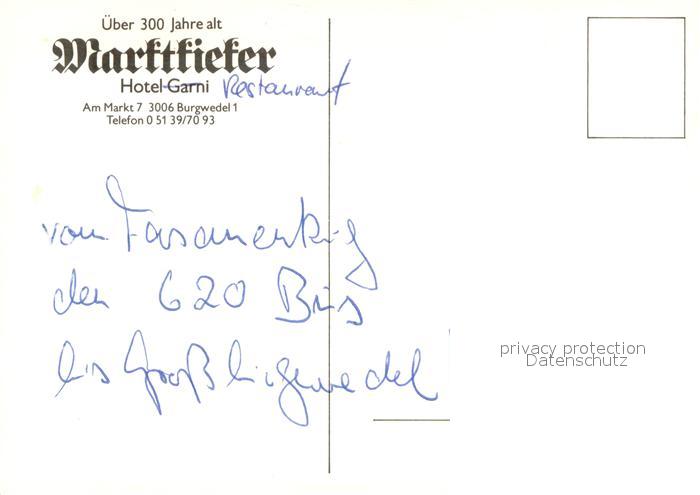 Über 300 Jahre alt
Marktkieker
Hotel Garni Restaurant
Am Markt 7 3006 Burgwedel 1
Telefon 0 51 39/70 93
vom Fasanenkrug
den 620 Bus
bis Großburgwedel
privacy protection
Datenschutz